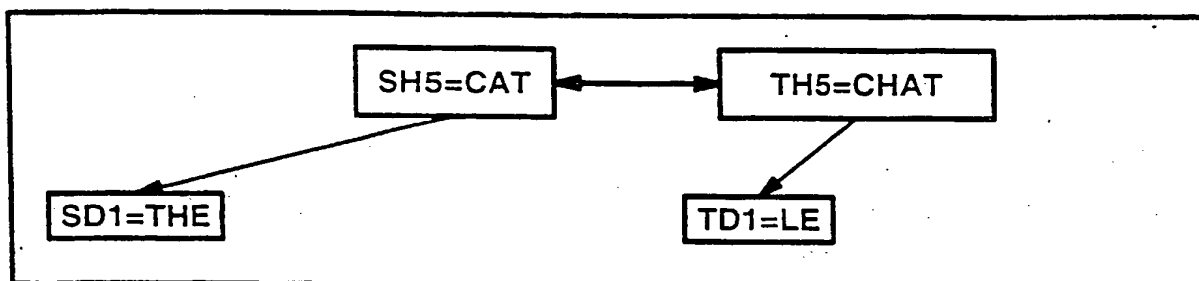 SH5=CAT
TH5=CHAT
SD1=THE
TD1=LE